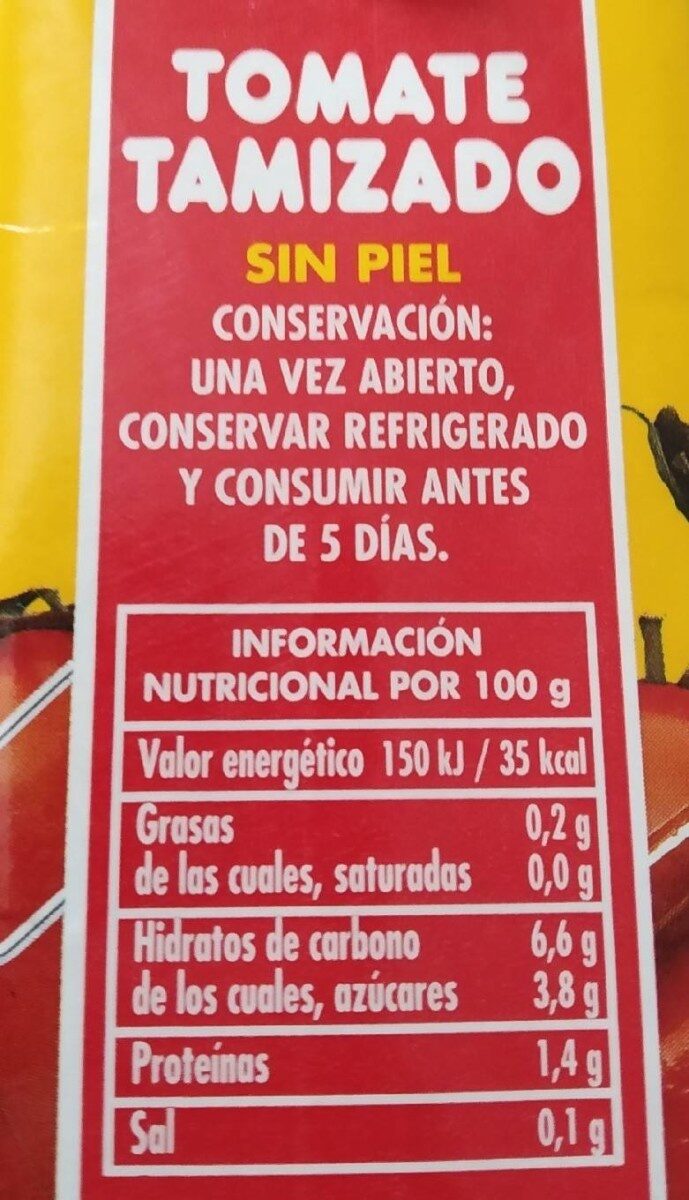 TOMATE
TAMIZADO
SIN PIEL
CONSERVACIÓN:
UNA VEZ ABIERTO,
CONSERVAR REFRIGERADO
Y CONSUMIR ANTES
DE 5 DÍAS.
INFORMACIÓN
NUTRICIONAL POR 100 g
Valor energético 150 kJ / 35 kcal
Grasas 0,2 g
de las cuales, saturadas 0,0 g
Hidratos de carbono 6,6 g
de los cuales, azúcares 3,8 g
Proteínas 1,4 g
Sal 0,1 g